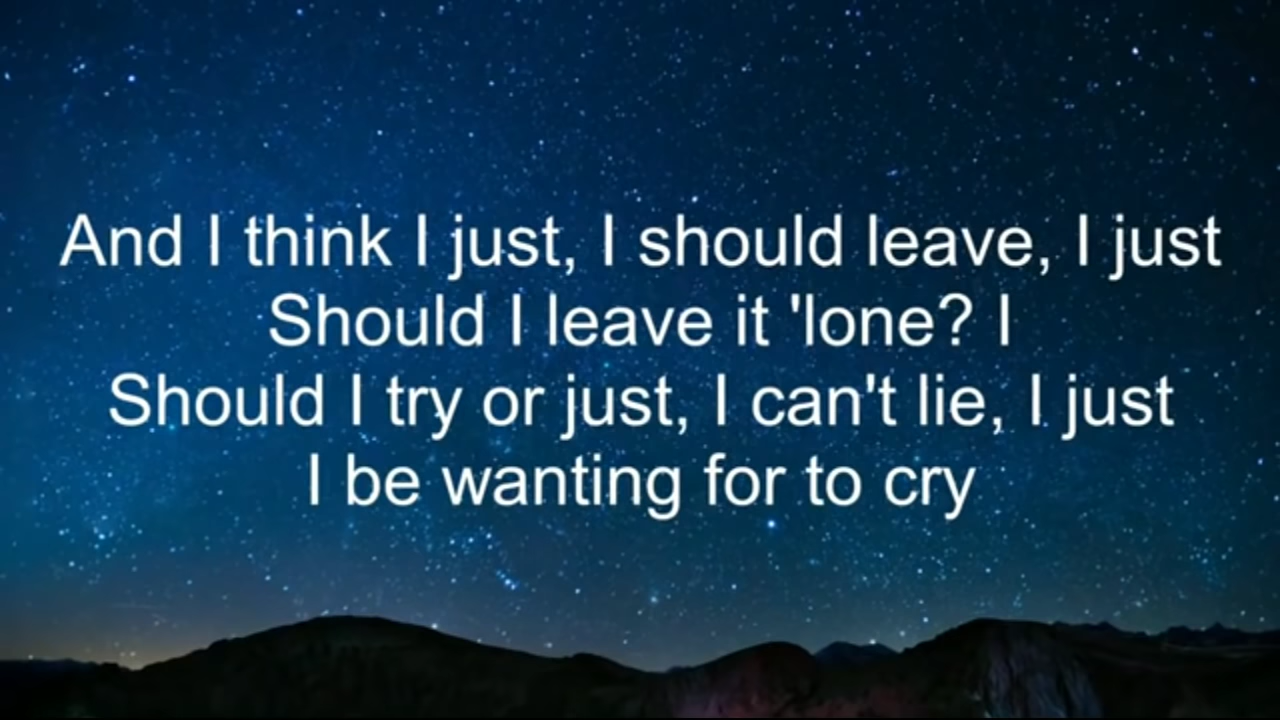 And I think I just, I should leave, I just
Should I leave it 'lone? I
Should I try or just, I can't lie, I just
I be wanting for to cry